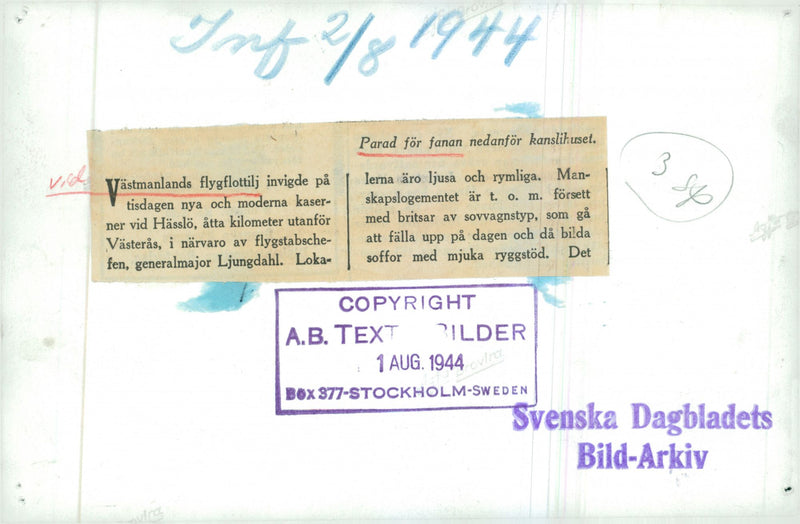 Inf 2/8 1944
Parad för fanan nedanför kanslihuset.
vid
Västmanlands flygflottilj invigde på
tisdagen nya och moderna kaser-
ner vid Hässlö, åtta kilometer utanför
Västerås, i närvaro av flygstabsche-
fen, generalmajor Ljungdahl. Loka-
lerna äro ljusa och rymliga. Man-
skapslogementet är t. o. m. försett
med britsar av sovvagnstyp, som gå
att fälla upp på dagen och då bilda
soffor med mjuka ryggstöd. Det
3
COPYRIGHT
A.B. TEXT BILDER
1 AUG. 1944
BOX 377-STOCKHOLM-SWEDEN
Svenska Dagbladets
Bild-Arkiv